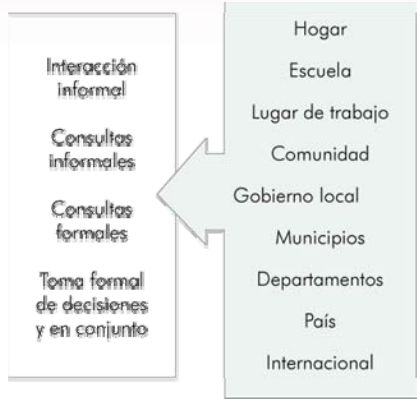 Interacción
informal
Consultas
informales
Consultas
formales
Toma formal
de decisiones
y en conjunto
Hogar
Escuela
Lugar de trabajo
Comunidad
Gobierno local
Municipios
Departamentos
País
Internacional